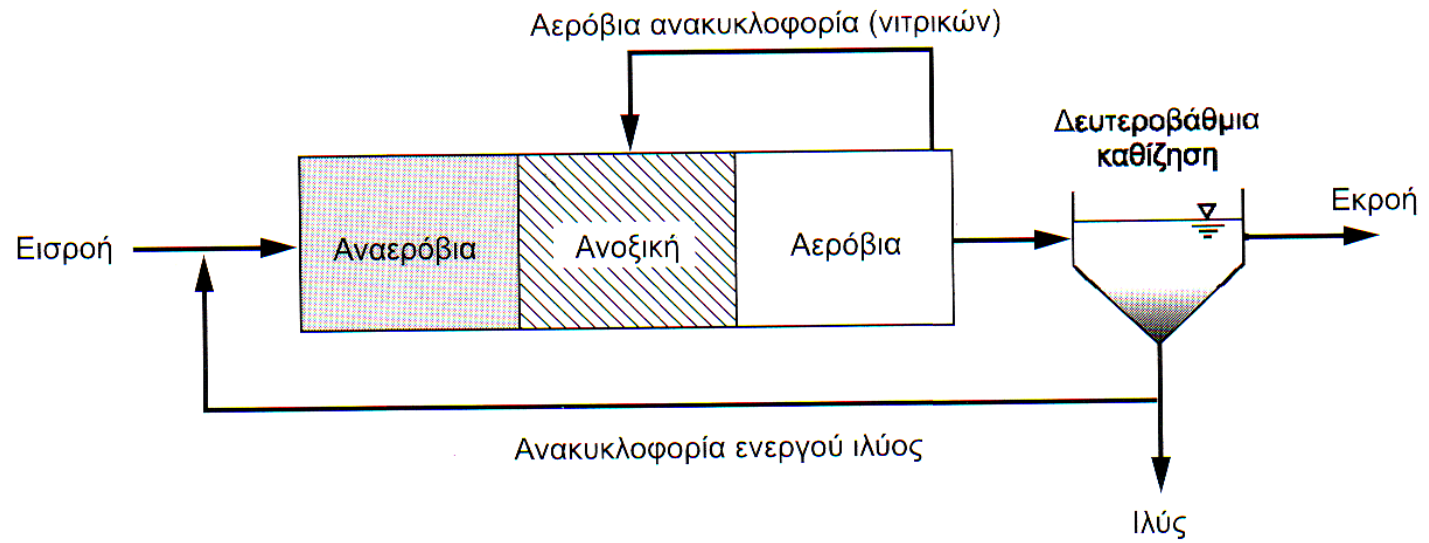 Αερόβια ανακυκλοφορία (νιτρικών)
Δευτεροβάθμια
καθίζηση
Εκροή
Εισροή
Αναερόβια
Ανοξική
Αερόβια
Ανακυκλοφορία ενεργού ιλύος
Ιλύς